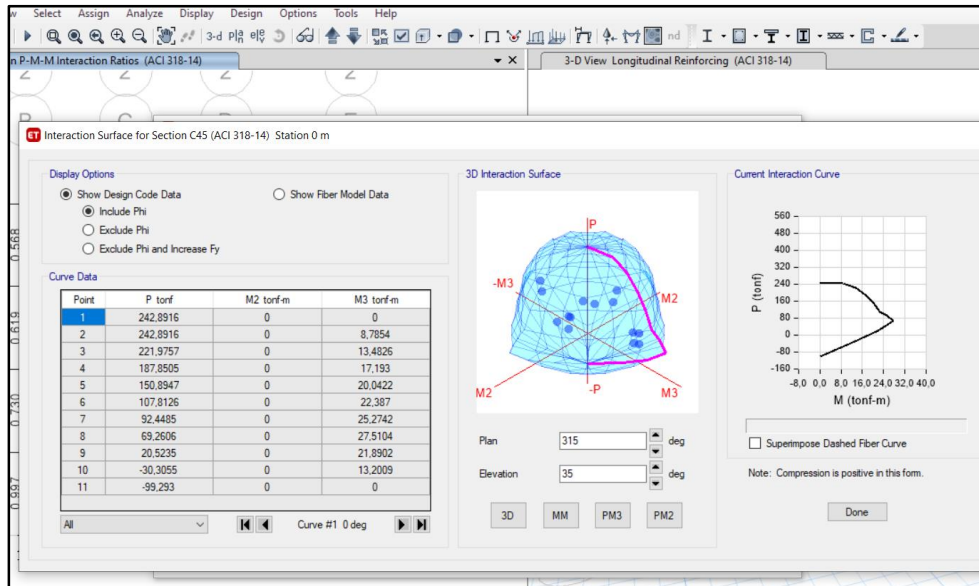 w Select Assign Analyze Display Design Options Tools Help
3-d nd
n P-M-M Interaction Ratios (ACI 318-14)
3-D View Longitudinal Reinforcing (ACI 318-14)
ET Interaction Surface for Section C45 (ACI 318-14) Station 0 m
Display Options
Show Design Code Data Show Fiber Model Data
Include Phi
Exclude Phi
Exclude Phi and Increase Fy
Curve Data
Point P tonf M2 tonf-m M3 tonf-m
1 242,8916 0 0
2 242,8916 0 8,7854
3 221,9757 0 13,4826
4 187,8505 0 17,193
5 150,8947 0 20,0422
6 107,8126 0 22,387
7 92,4485 0 25,2742
8 69,2606 0 27,5104
9 20,5235 0 21,8902
10 -30,3055 0 13,2009
11 -99,293 0 0
All Curve #1 0 deg
3D Interaction Surface
P
-M3
M2
M2
-P
M3
Plan 315 deg
Elevation 35 deg
3D MM PM3 PM2
Current Interaction Curve
560
480
400
320
240
160
80
0
-80
-160
P (tonf)
-8,0 0,0 8,0 16,0 24,0 32,0 40,0
M (tonf-m)
Superimpose Dashed Fiber Curve
Note: Compression is positive in this form.
Done
0.568
0.619
0.730
0.997